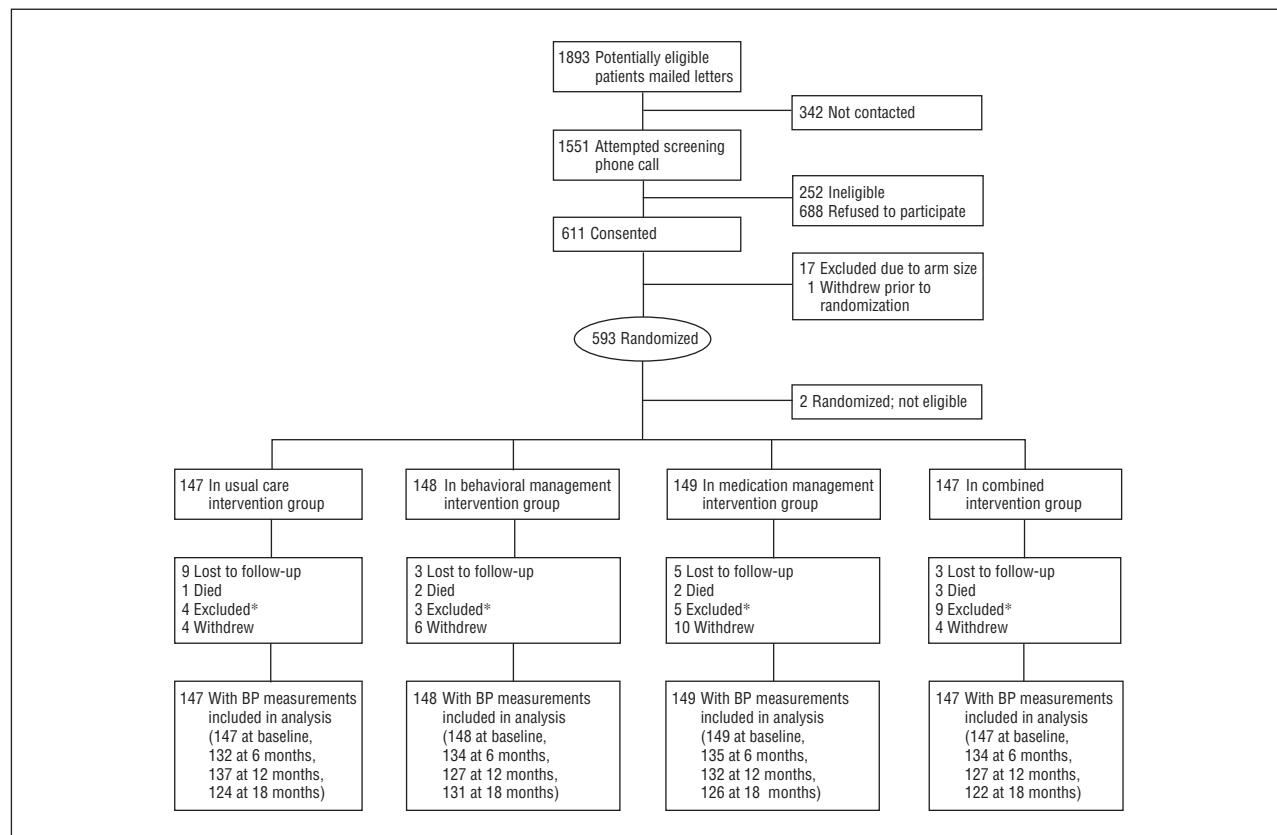 1893 Potentially eligible
patients mailed letters
342 Not contacted
1551 Attempted screening
phone call
252 Ineligible
688 Refused to participate
611 Consented
17 Excluded due to arm size
1 Withdrew prior to
randomization
593 Randomized
2 Randomized; not eligible
147 In usual care
intervention group
148 In behavioral management
intervention group
149 In medication management
intervention group
147 In combined
intervention group
9 Lost to follow-up
1 Died
4 Excluded*
4 Withdrew
3 Lost to follow-up
2 Died
3 Excluded*
6 Withdrew
5 Lost to follow-up
2 Died
5 Excluded*
10 Withdrew
3 Lost to follow-up
3 Died
9 Excluded*
4 Withdrew
147 With BP measurements
included in analysis
(147 at baseline,
132 at 6 months,
137 at 12 months,
124 at 18 months)
148 With BP measurements
included in analysis
(148 at baseline,
134 at 6 months,
127 at 12 months,
131 at 18 months)
149 With BP measurements
included in analysis
(149 at baseline,
135 at 6 months,
132 at 12 months,
126 at 18 months)
147 With BP measurements
included in analysis
(147 at baseline,
134 at 6 months,
127 at 12 months,
122 at 18 months)